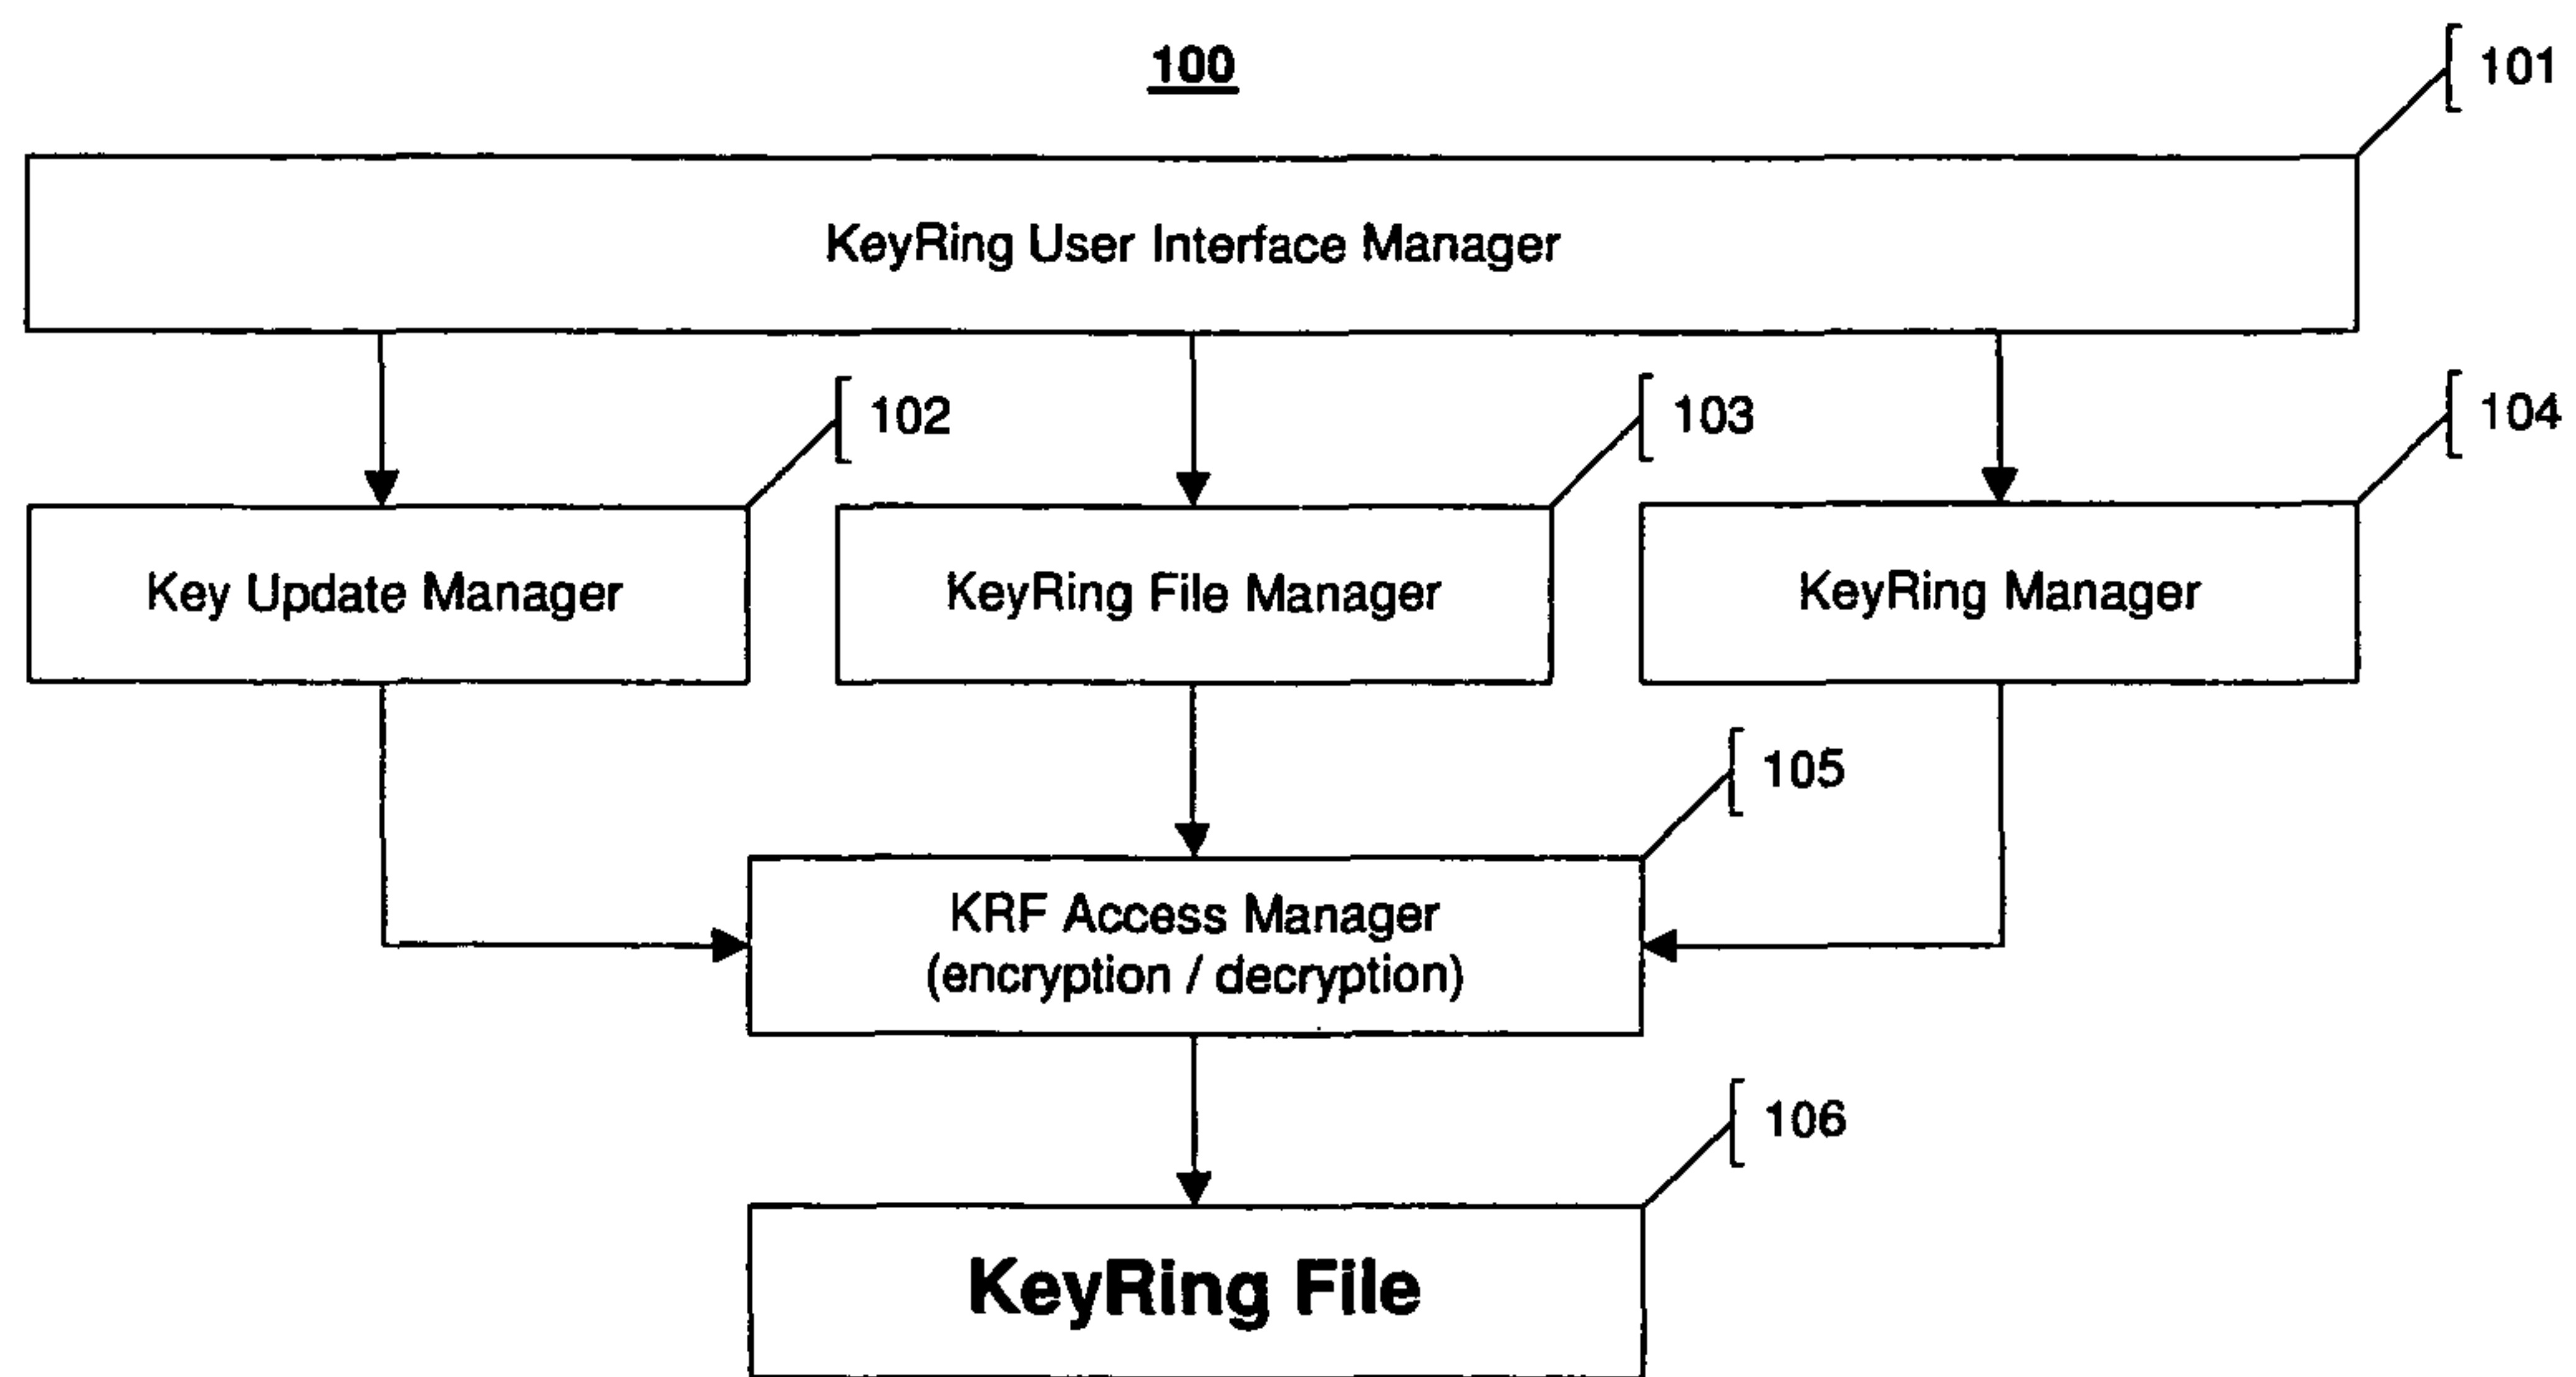 100
101
KeyRing User Interface Manager
102
103
104
Key Update Manager
KeyRing File Manager
KeyRing Manager
105
KRF Access Manager
(encryption / decryption)
106
KeyRing File